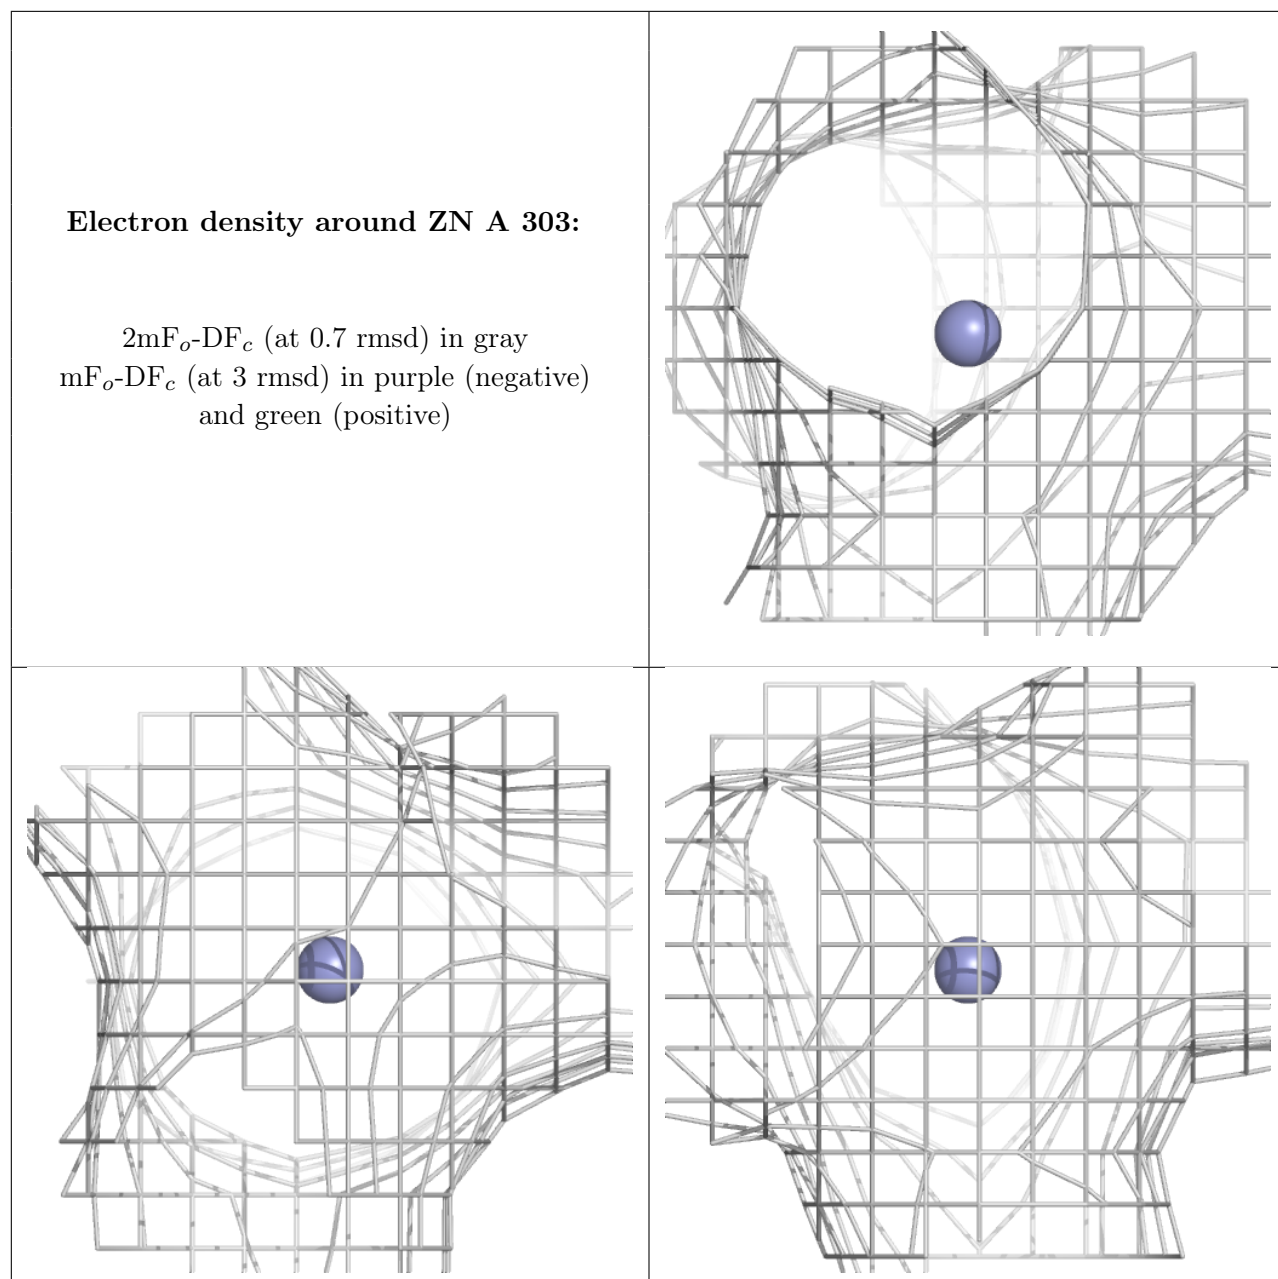 Electron density around ZN A 303:
2mFo-DFc (at 0.7 rmsd) in gray
mFo-DFc (at 3 rmsd) in purple (negative)
and green (positive)